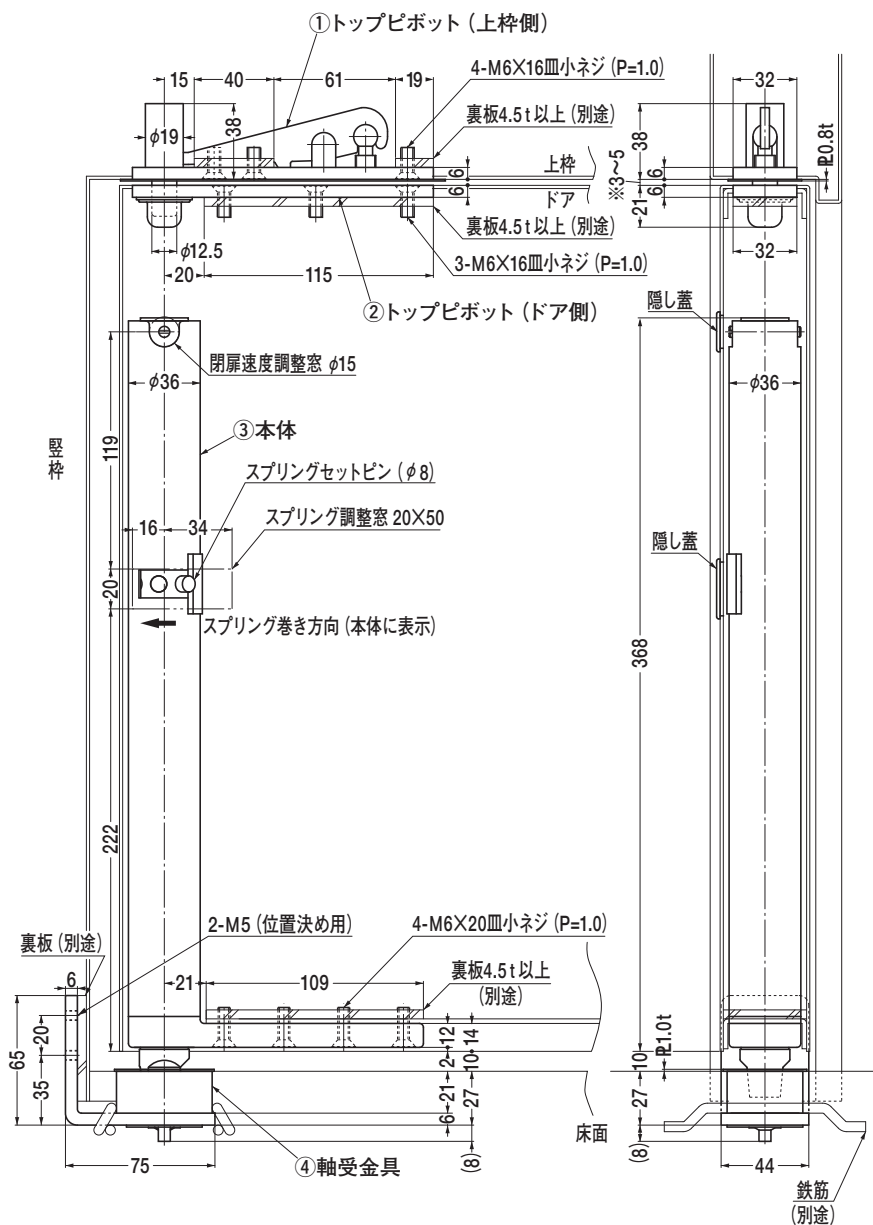 ①トップピボット（上枠側）
15
40
61
19
4-M6×16皿小ネジ（P=1.0）
裏板4.5t以上（別途）
φ19
38
6
上枠
6
ドア
※3～5
裏板4.5t以上（別途）
φ12.5
20
115
3-M6×16皿小ネジ（P=1.0）
②トップピボット（ドア側）
32
38
6
6
21
32
PL0.8t
閉扉速度調整窓 φ15
隠し蓋
φ36
φ36
119
③本体
竪枠
スプリングセットピン（φ8）
16
34
スプリング調整窓 20×50
隠し蓋
20
スプリング巻き方向（本体に表示）
368
222
2-M5（位置決め用）
4-M6×20皿小ネジ（P=1.0）
裏板（別途）
6
21
109
裏板4.5t以上
（別途）
65
20
35
12
14
2
10
21
27
6
(8)
床面
75
④軸受金具
PL1.0t
10
27
(8)
44
鉄筋
（別途）